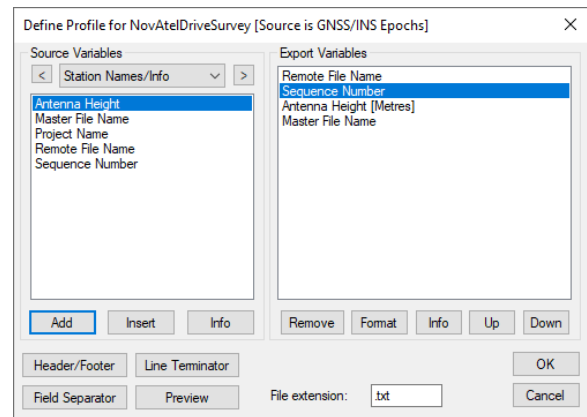 Define Profile for NovAtelDriveSurvey [Source is GNSS/INS Epochs]
Source Variables
< Station Names/Info >
Antenna Height
Master File Name
Project Name
Remote File Name
Sequence Number
Add Insert Info
Export Variables
Remote File Name
Sequence Number
Antenna Height [Metres]
Master File Name
Remove Format Info Up Down
Header/Footer Line Terminator
Field Separator Preview
File extension: .txt
OK
Cancel